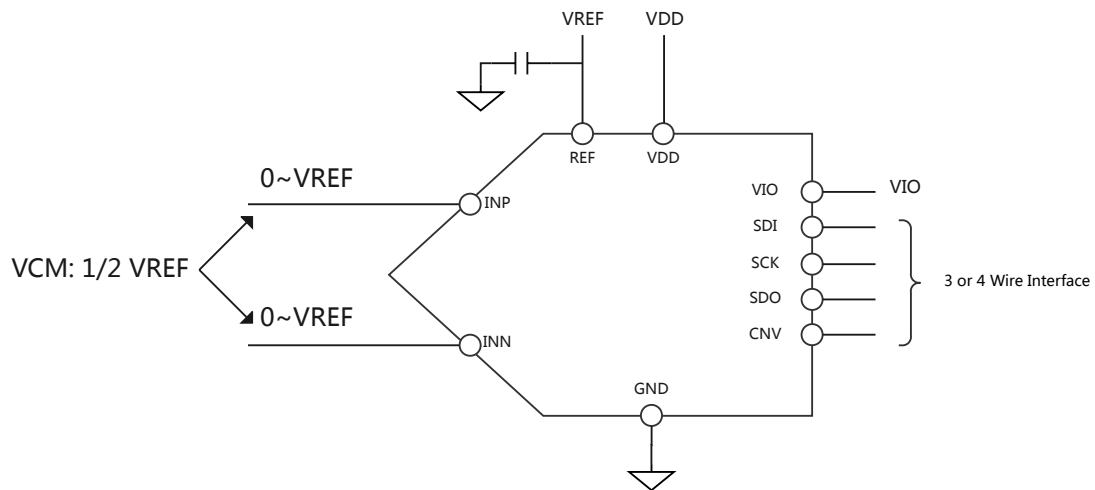 VREF
VDD
REF
VDD
0~VREF
INP
VIO
VIO
SDI
SCK
3 or 4 Wire Interface
SDO
CNV
VCM: 1/2 VREF
0~VREF
INN
GND